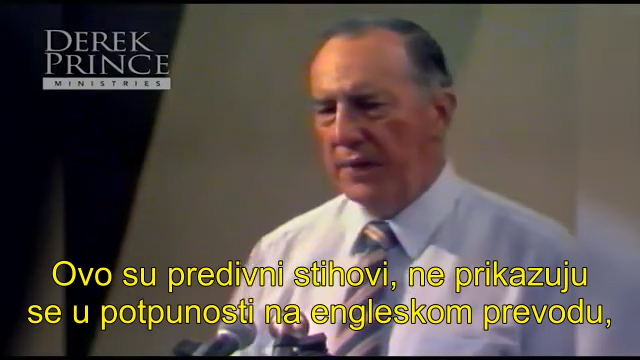 DEREK
PRINCE
MINISTRIES
Ovo su predivni stihovi, ne prikazuju
se u potpunosti na engleskom prevodu,